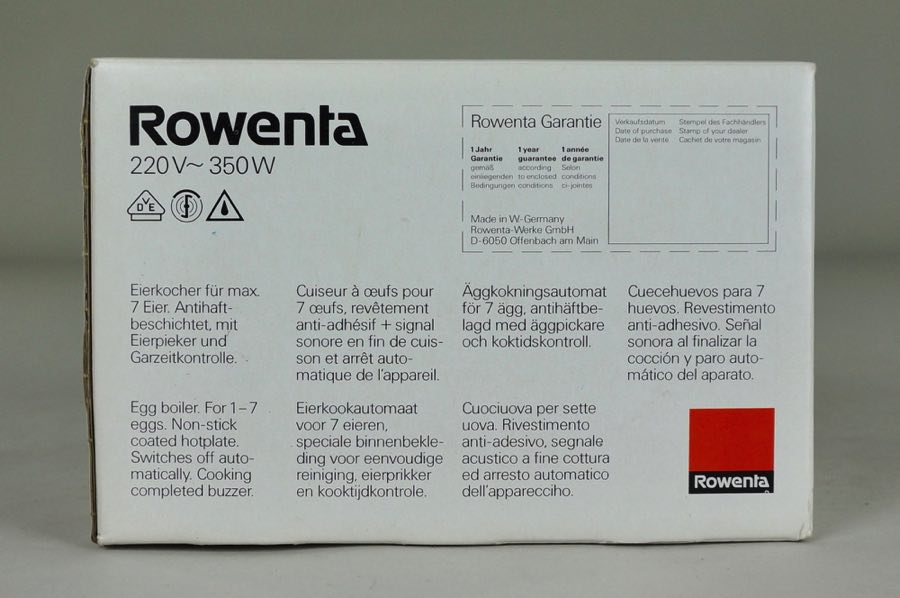 Rowenta
220V~ 350W
DVE
Rowenta Garantie
1 Jahr
Garantie
gemäß
einliegenden
Bedingungen
1 year
guarantee
according
to enclosed
conditions
1 année
de garantie
Selon
conditions
ci-jointes
Made in W-Germany
Rowenta-Werke GmbH
D-6050 Offenbach am Main
Verkaufsdatum
Date of purchase
Date de la vente
Stempel des Fachhändlers
Stamp of your dealer
Cachet de votre magasin
Eierkocher für max.
7 Eier. Antihaft-
beschichtet, mit
Eierpieker und
Garzeitkontrolle.
Cuiseur à œufs pour
7 œufs, revêtement
anti-adhésif + signal
sonore en fin de cuis-
son et arrêt auto-
matique de l'appareil.
Äggkokningsautomat
för 7 ägg, antihäftbe-
lagd med äggpickare
och koktidskontroll.
Cuecehuevos para 7
huevos. Revestimento
anti-adhesivo. Señal
sonora al finalizar la
cocción y paro auto-
mático del aparato.
Egg boiler. For 1–7
eggs. Non-stick
coated hotplate.
Switches off auto-
matically. Cooking
completed buzzer.
Eierkookautomaat
voor 7 eieren,
speciale binnenbekle-
ding voor eenvoudige
reiniging, eierprikker
en kooktijdkontrole.
Cuociuova per sette
uova. Rivestimento
anti-adesivo, segnale
acustico a fine cottura
ed arresto automatico
dell'apparecciho.
Rowenta